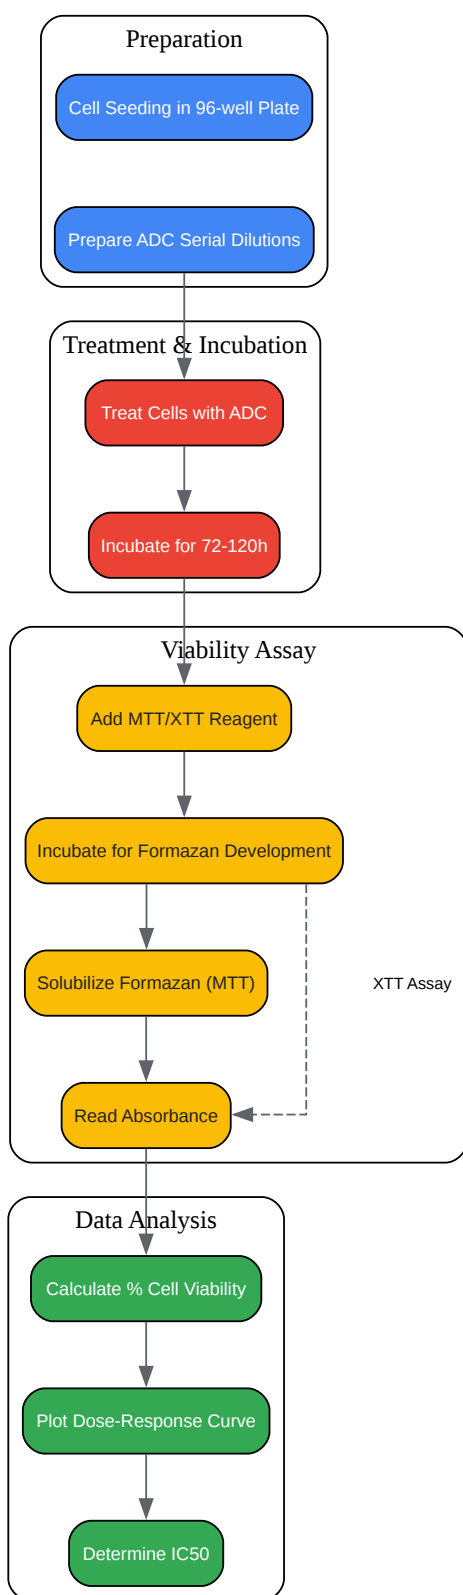 Preparation
Cell Seeding in 96-well Plate
Prepare ADC Serial Dilutions
Treatment & Incubation
Treat Cells with ADC
Incubate for 72-120h
Viability Assay
Add MTT/XTT Reagent
Incubate for Formazan Development
Solubilize Formazan (MTT)
XTT Assay
Read Absorbance
Data Analysis
Calculate % Cell Viability
Plot Dose-Response Curve
Determine IC50